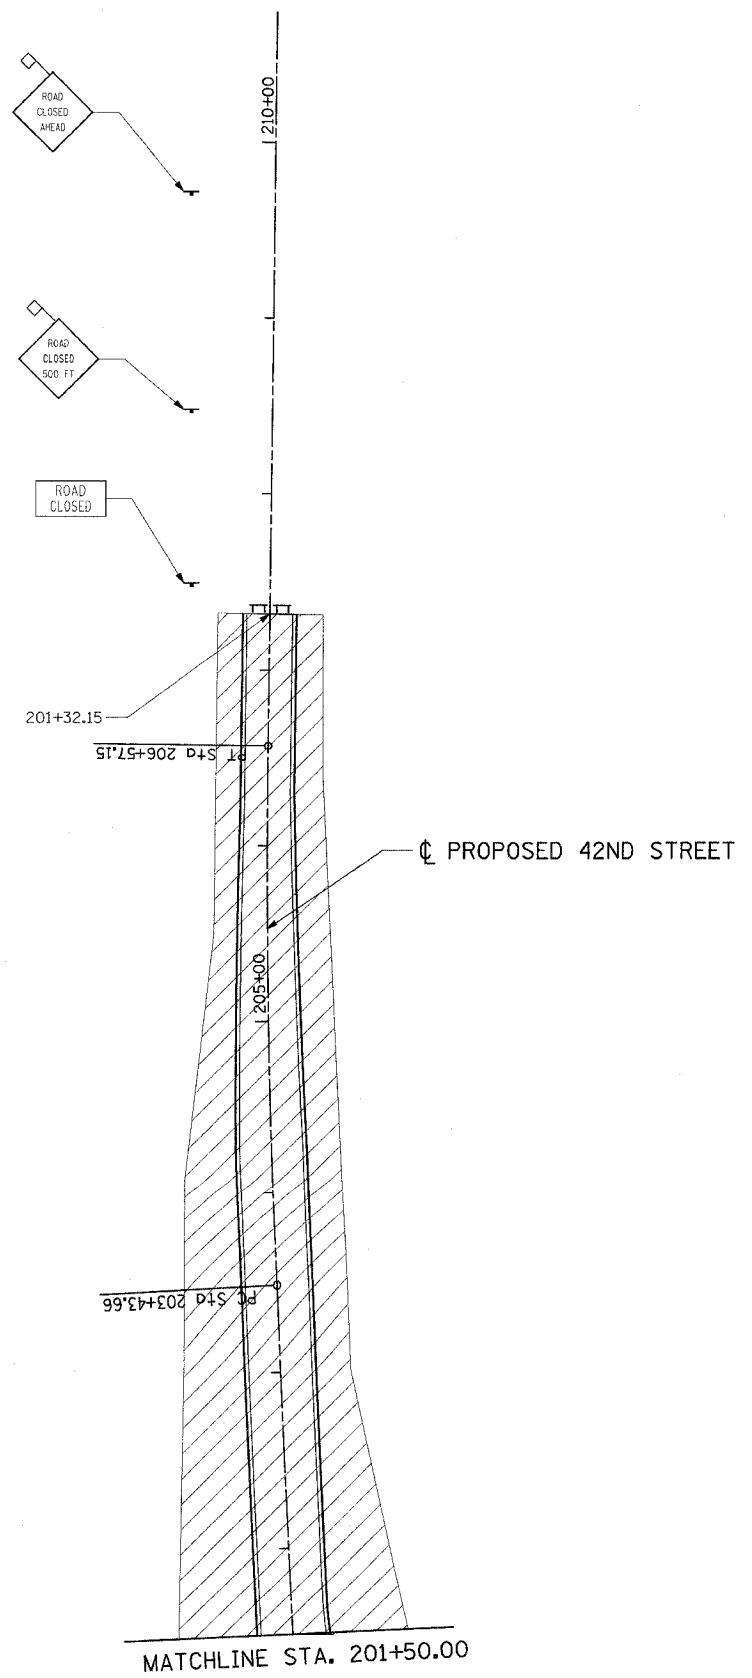 210+00
ROAD
CLOSED
AHEAD
ROAD
CLOSED
500 FT
ROAD
CLOSED
201+32.15
PT Sta 206+57.15
℄ PROPOSED 42ND STREET
205+00
PC Sta 203+43.66
MATCHLINE STA. 201+50.00